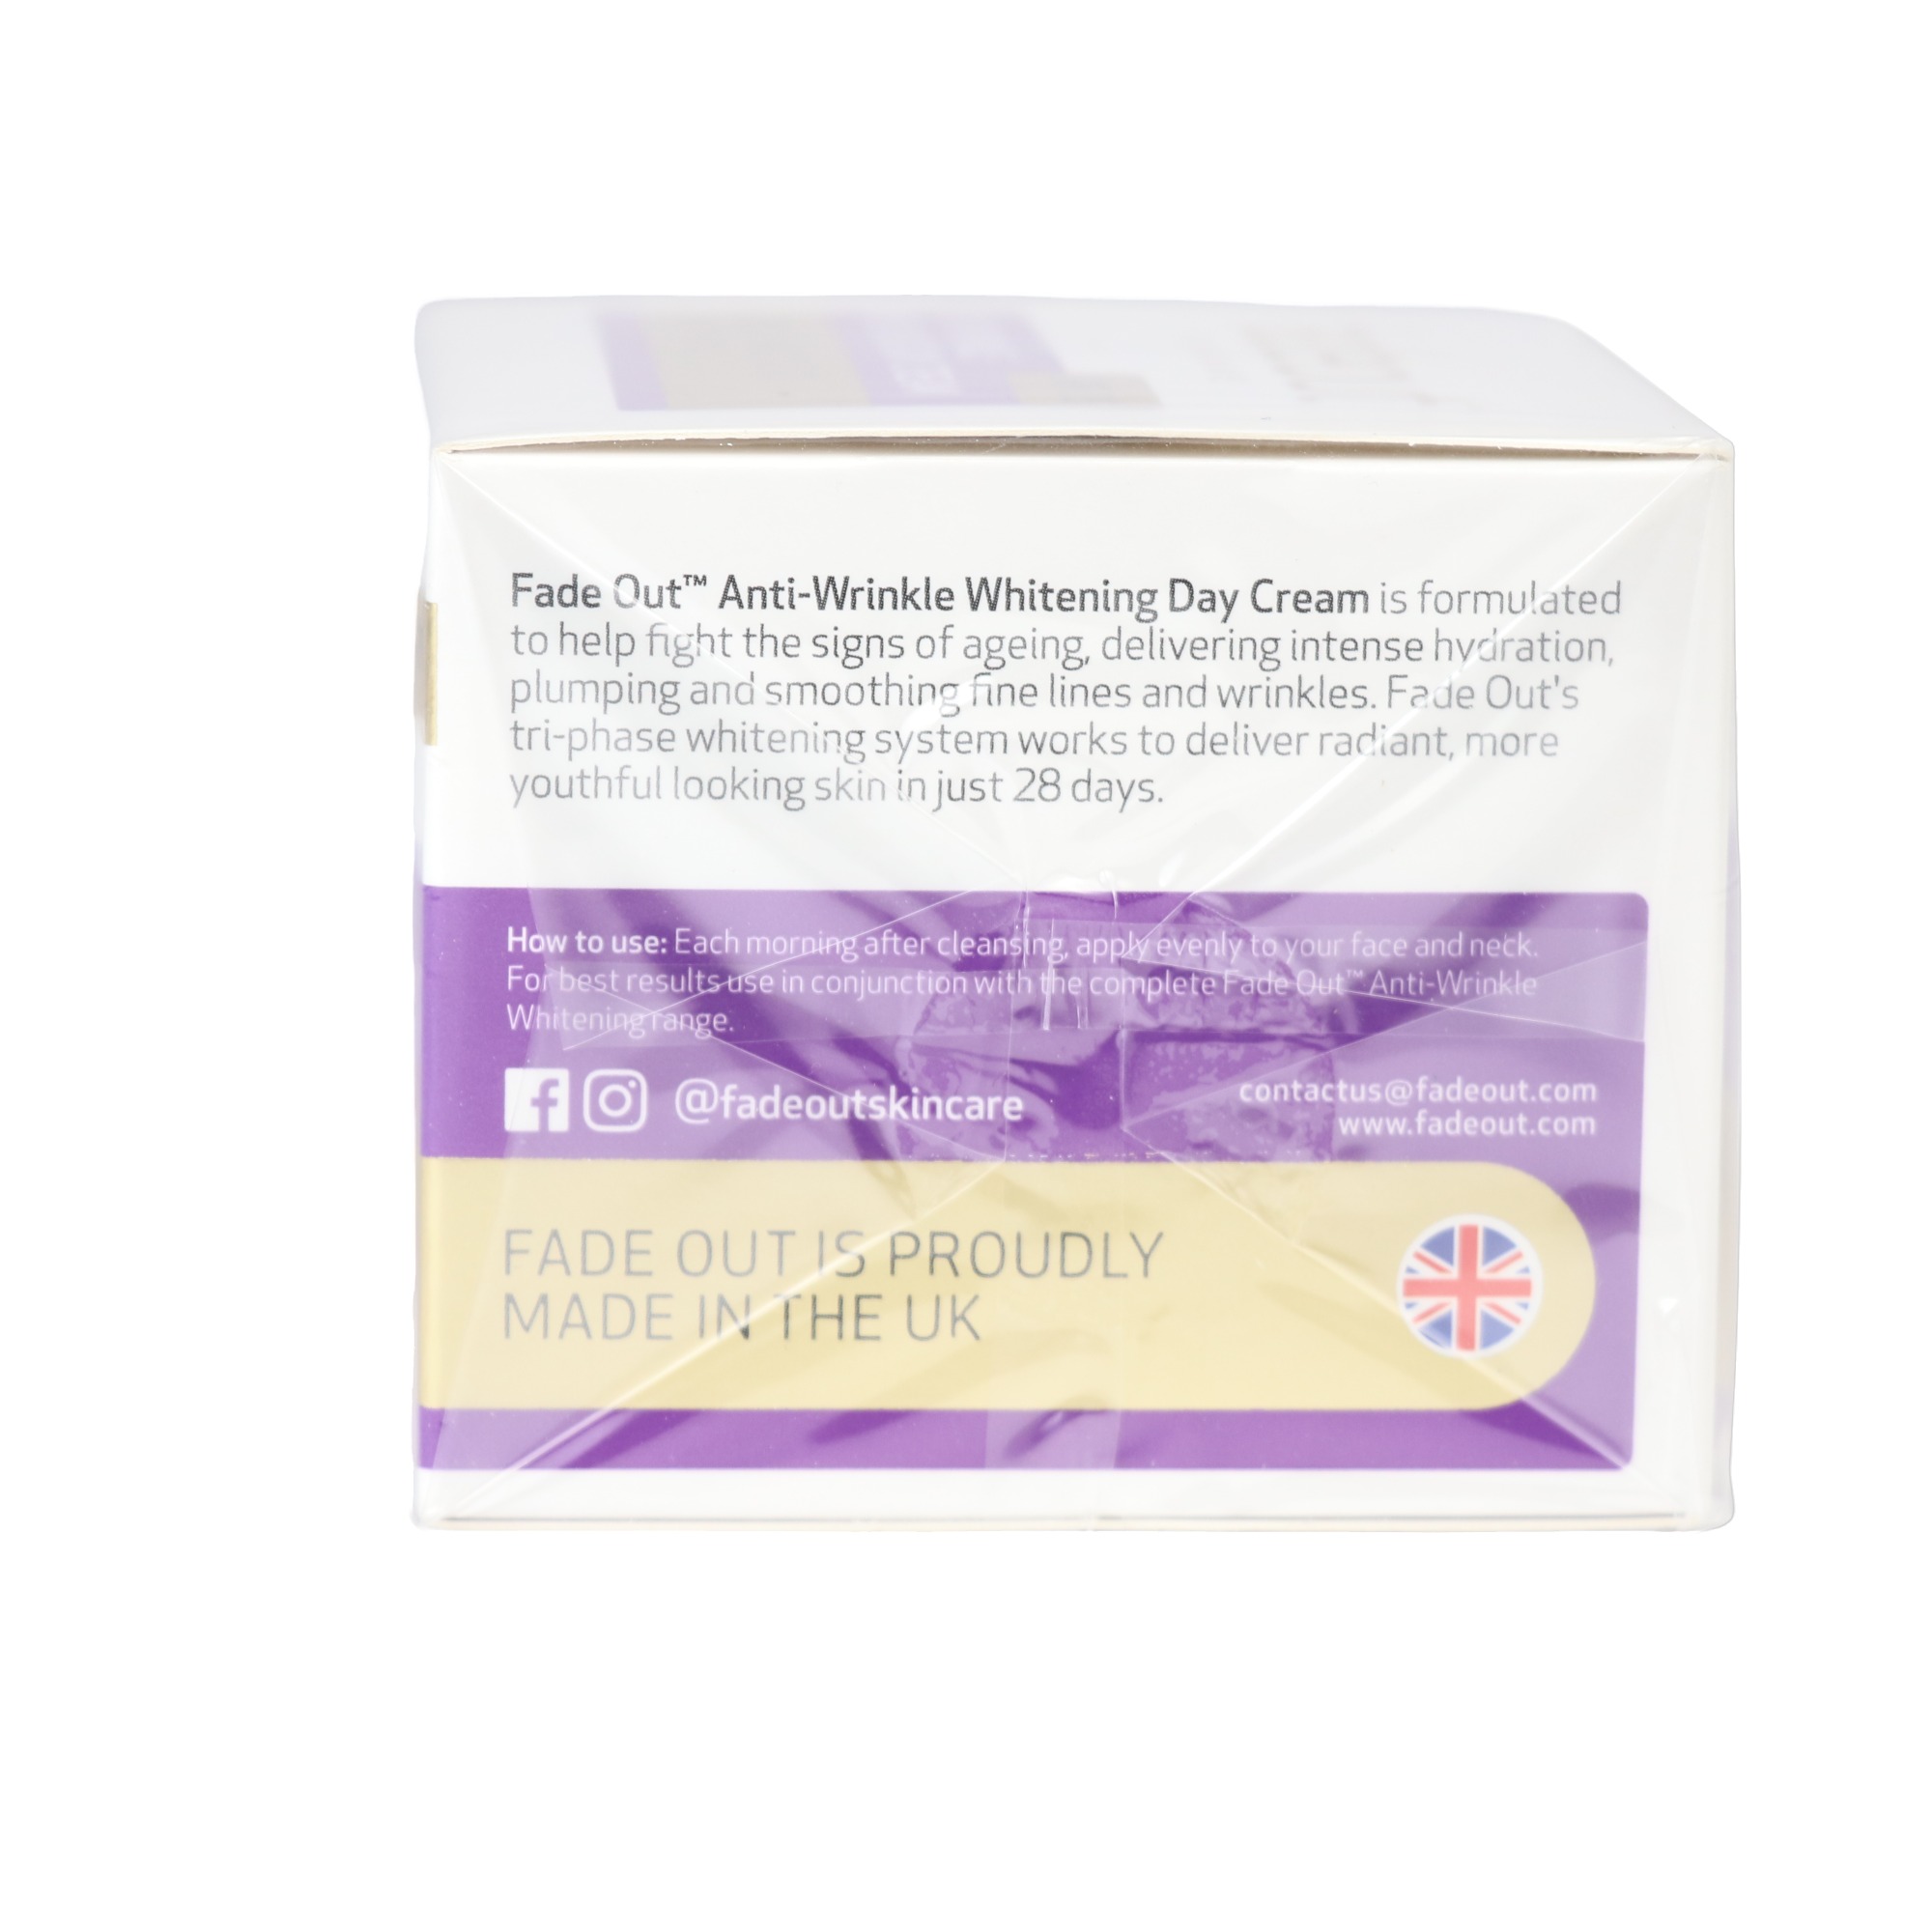 Fade Out™ Anti-Wrinkle Whitening Day Cream is formulated
to help fight the signs of ageing, delivering intense hydration,
plumping and smoothing fine lines and wrinkles. Fade Out's
tri-phase whitening system works to deliver radiant, more
youthful looking skin in just 28 days.
How to use: Each morning after cleansing, apply evenly to your face and neck.
For best results use in conjunction with the complete Fade Out™ Anti-Wrinkle
Whitening range.
@fadeoutskincare
contactus@fadeout.com
www.fadeout.com
FADE OUT IS PROUDLY
MADE IN THE UK